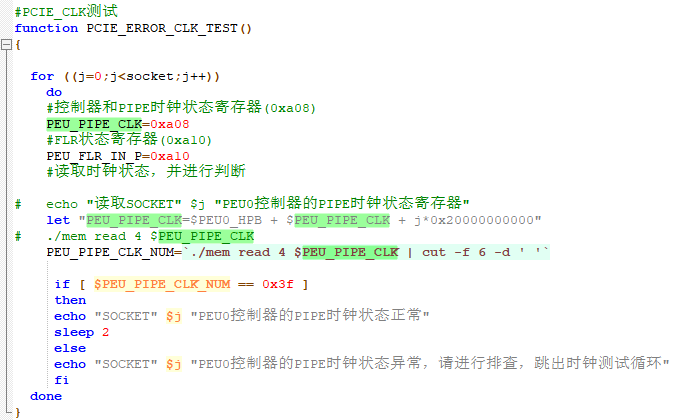 #PCIE_CLK测试
function PCIE_ERROR_CLK_TEST()
{
for ((j=0;j<socket;j++))
do
#控制器和PIPE时钟状态寄存器(0xa08)
PEU_PIPE_CLK=0xa08
#FLR状态寄存器(0xa10)
PEU_FLR_IN_P=0xa10
#读取时钟状态，并进行判断
# echo "读取SOCKET" $j "PEU0控制器的PIPE时钟状态寄存器"
let "PEU_PIPE_CLK=$PEU0_HPB + $PEU_PIPE_CLK + j*0x20000000000"
# ./mem read 4 $PEU_PIPE_CLK
PEU_PIPE_CLK_NUM=`./mem read 4 $PEU_PIPE_CLK | cut -f 6 -d ' '`
if [ $PEU_PIPE_CLK_NUM == 0x3f ]
then
echo "SOCKET" $j "PEU0控制器的PIPE时钟状态正常"
sleep 2
else
echo "SOCKET" $j "PEU0控制器的PIPE时钟状态异常，请进行排查，跳出时钟测试循环"
fi
done
}